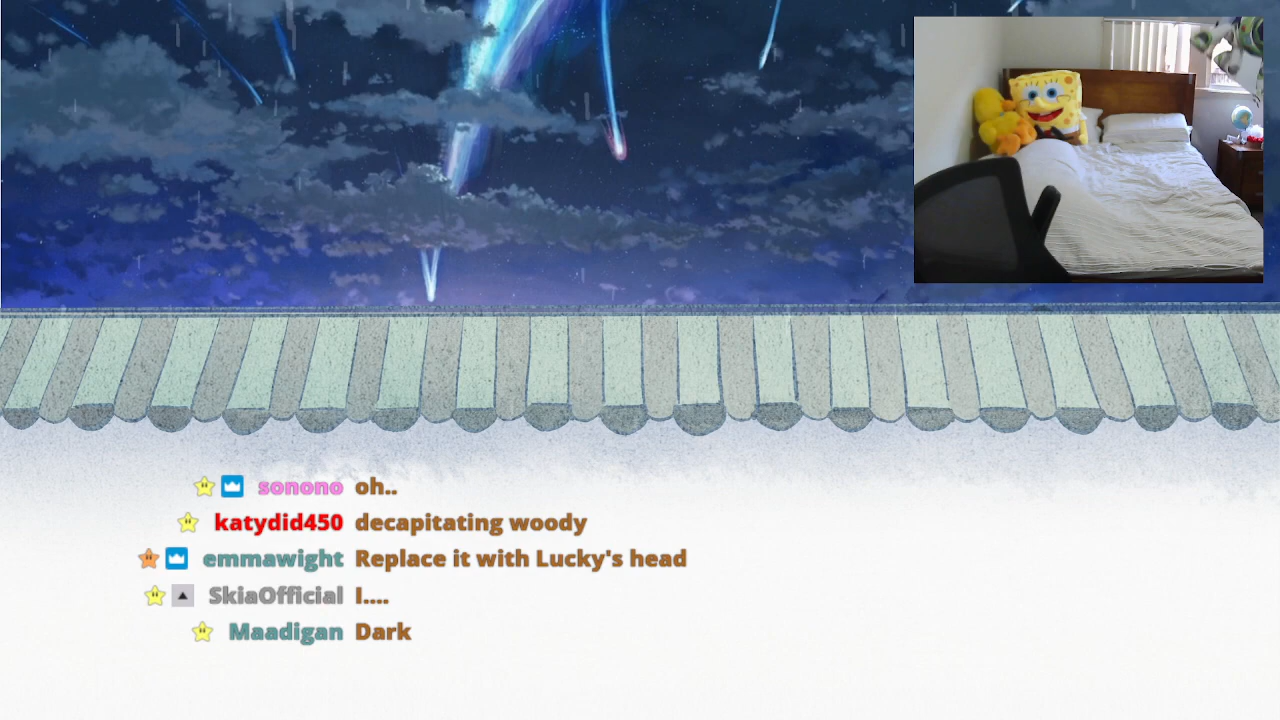 sonono oh..
katydid450 decapitating woody
emmawight Replace it with Lucky's head
SkiaOfficial I....
Maadigan Dark